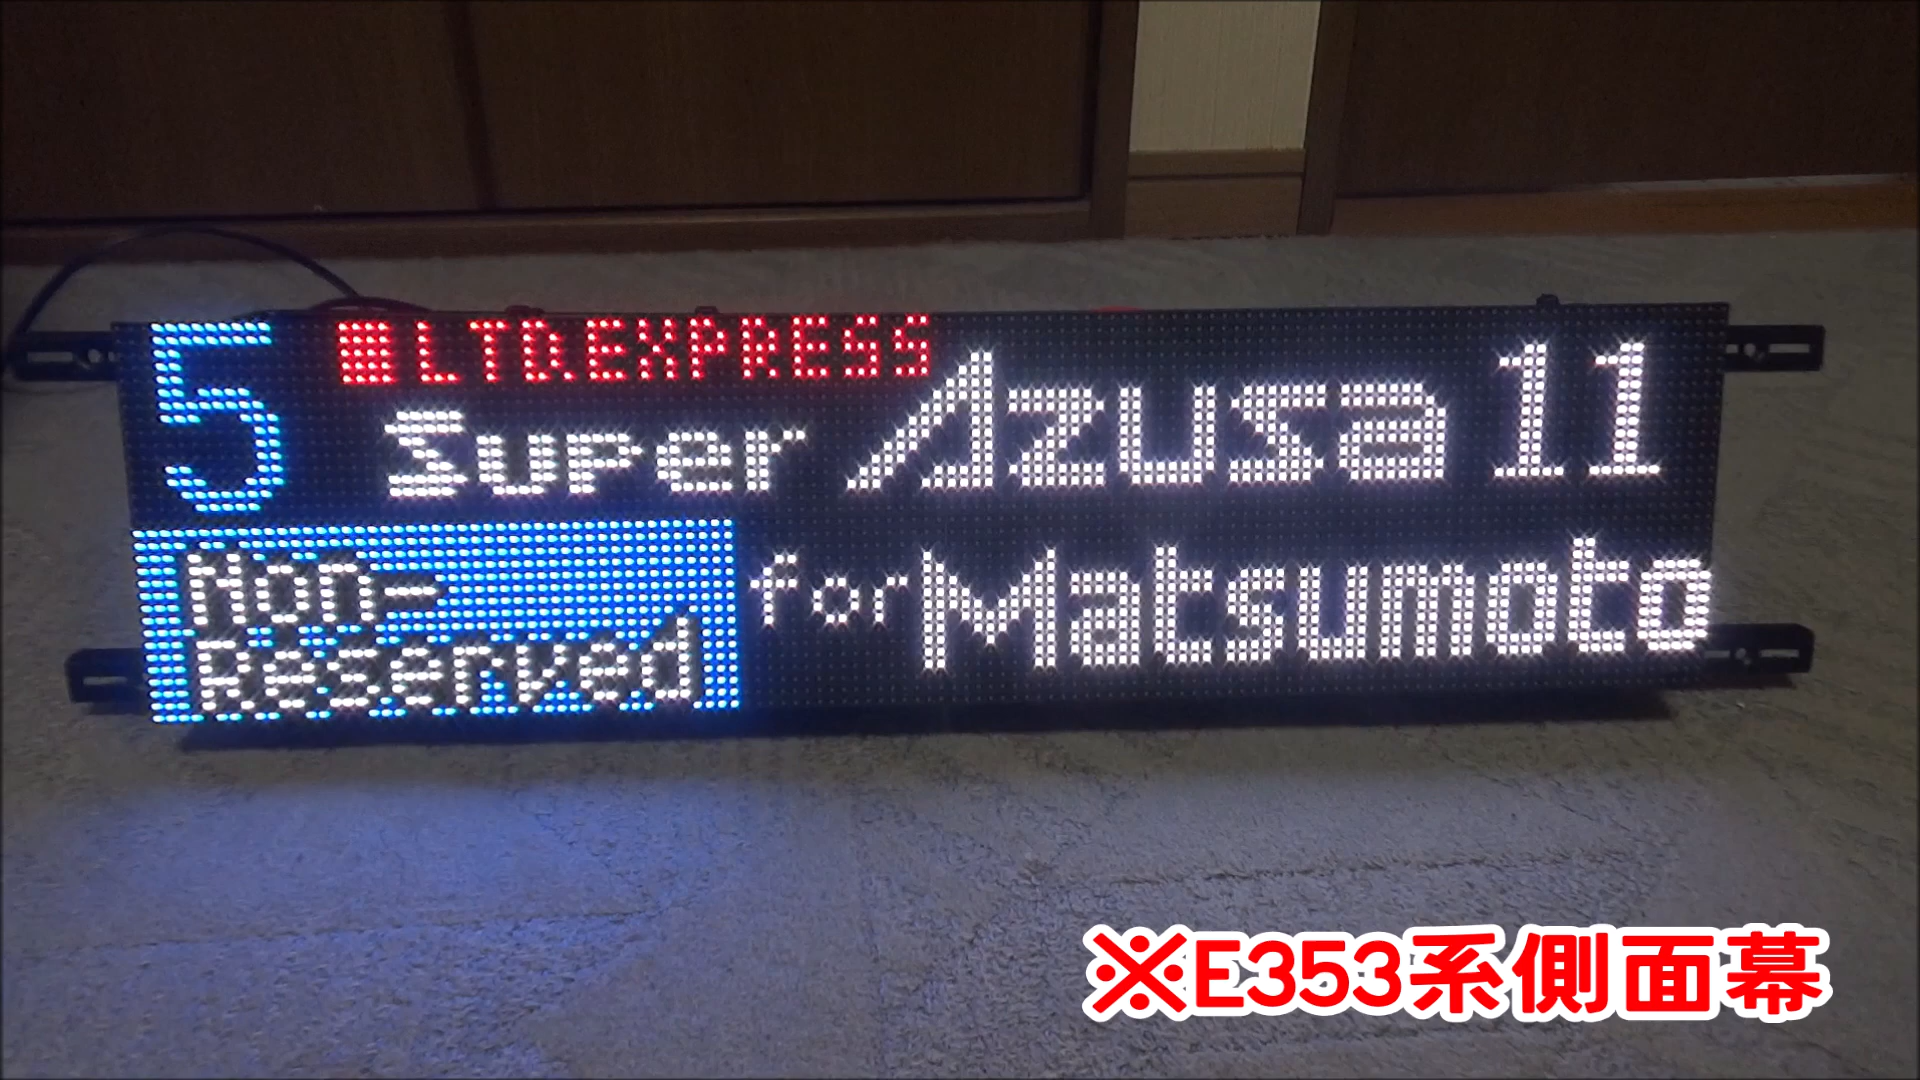 5
■LTD.EXPRESS
Super Azusa 11
Non-
Reserved
for Matsumoto
※E353系側面幕